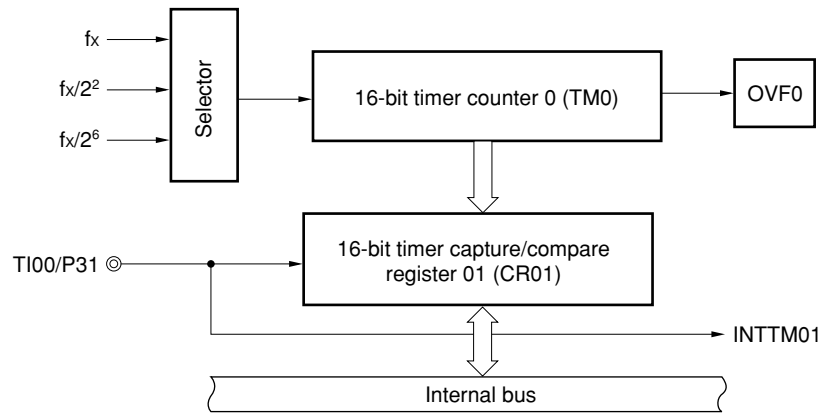 fx
fx/2²
fx/2⁶
Selector
16-bit timer counter 0 (TM0)
OVF0
TI00/P31
16-bit timer capture/compare
register 01 (CR01)
INTTM01
Internal bus